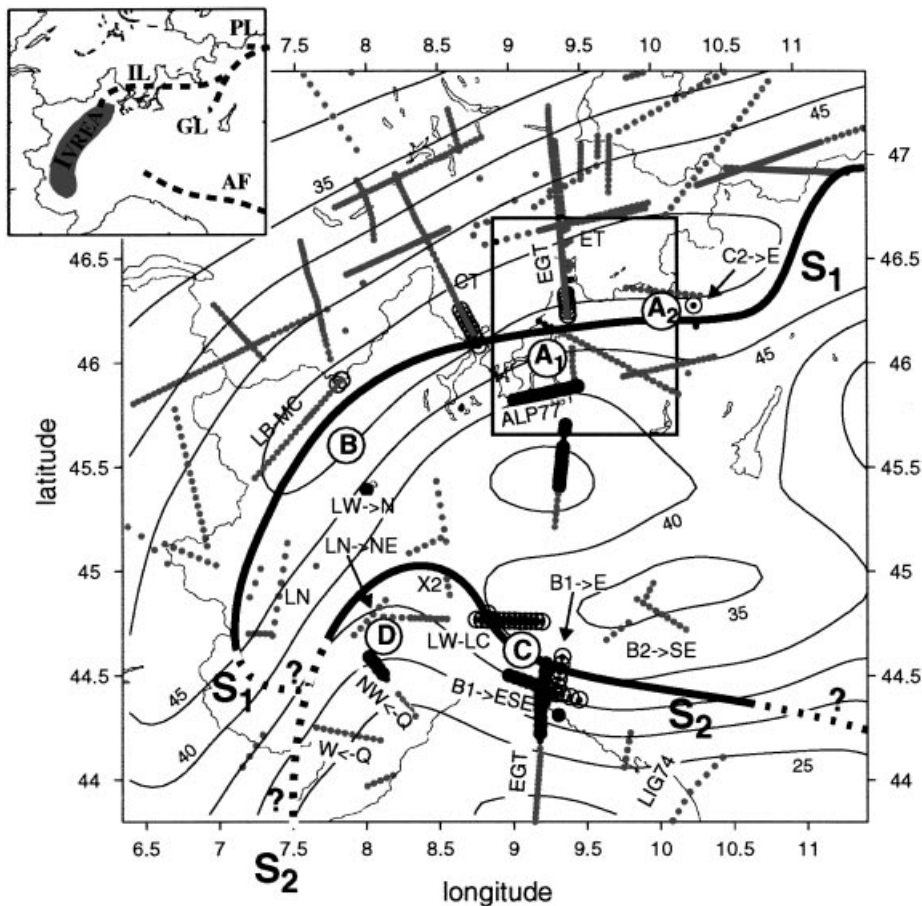 PL
IL
GL
IVREA
AF
7.5 8 8.5 9 9.5 10 10.5 11
45
47
35
46.5
46.5
ET
EGT
C2->E
S1
CT
A2
46
46
A1
45
LB-MC
ALP77
B
latitude
45.5
45.5
LW->N
40
LN->NE
45
45
X2
B1->E
LN
35
D
LW-LC
C
B2->SE
44.5
44.5
45
S1
?
NW<-Q
B1->ESE
S2
?
40
W<-Q
25
44
44
?
EGT
LIG74
6.5 7 7.5 8 8.5 9 9.5 10 10.5 11
S2
longitude